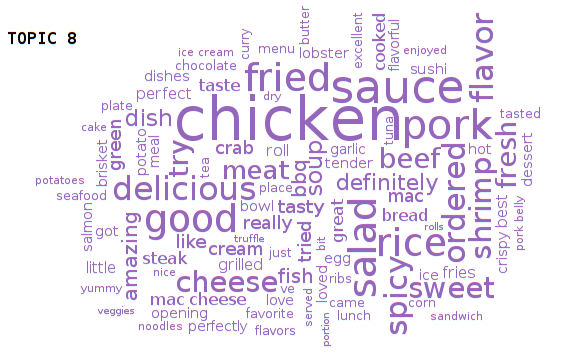 TOPIC 8
butter
curry
ice cream
menu
lobster
excellent
cooked
flavorful
enjoyed
flavor
chocolate
sushi
dishes
taste
fried
sauce
perfect
dry
plate
dish
chicken
tuna
pork
tasted
cake
green
potato
meal
try
crab
roll
garlic
hot
fresh
dessert
brisket
tea
meat
bbq
soup
tender
beef
potatoes
seafood
delicious
place
definitely
ordered
shrimp
salmon
got
good
bowl
tasty
mac
bread
great
salad
rice
rolls
best
crispy
pork belly
amazing
like
really
truffle
tried
bit
cream
steak
just
egg
little
nice
grilled
fish
loved
ribs
spicy
ice
fries
yummy
cheese
ve
sweet
veggies
mac cheese
love
served
came
corn
opening
favorite
portion
lunch
sandwich
noodles
perfectly
flavors